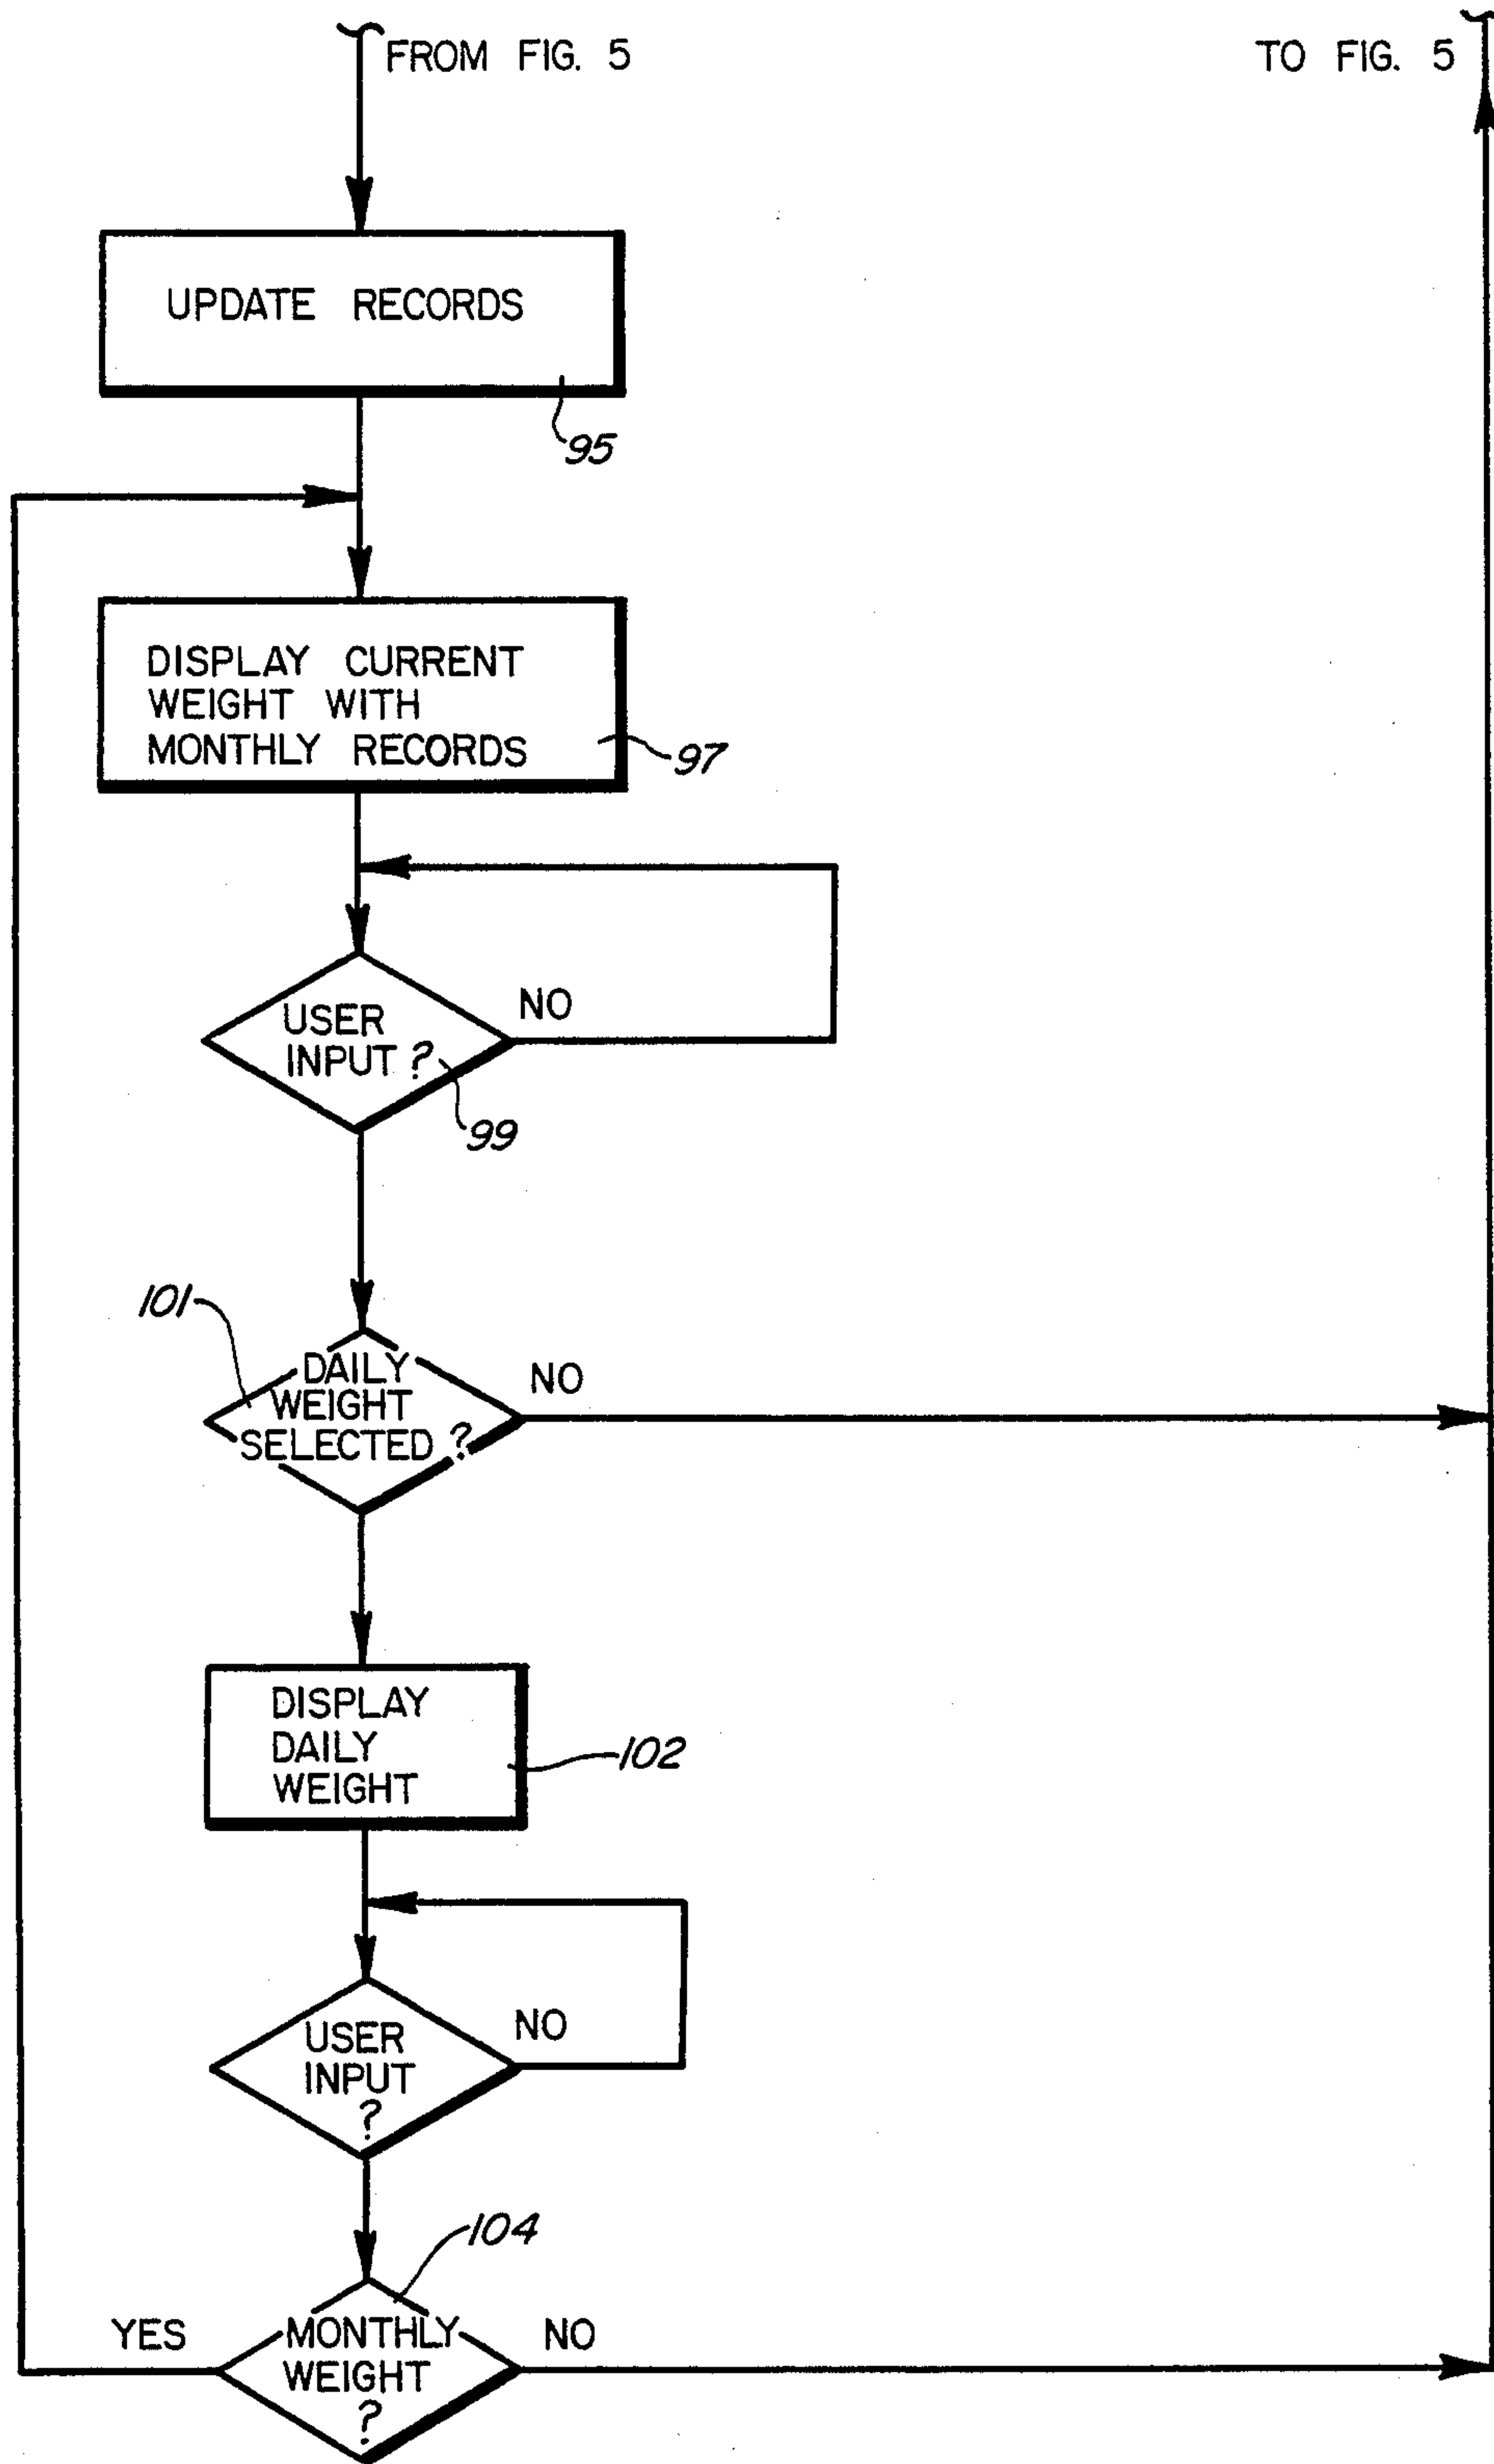 FROM FIG. 5
TO FIG. 5
UPDATE RECORDS
95
DISPLAY CURRENT
WEIGHT WITH
MONTHLY RECORDS
97
USER
INPUT ?
NO
99
101
DAILY
WEIGHT
SELECTED ?
NO
DISPLAY
DAILY
WEIGHT
102
USER
INPUT
?
NO
104
YES
MONTHLY
WEIGHT
?
NO